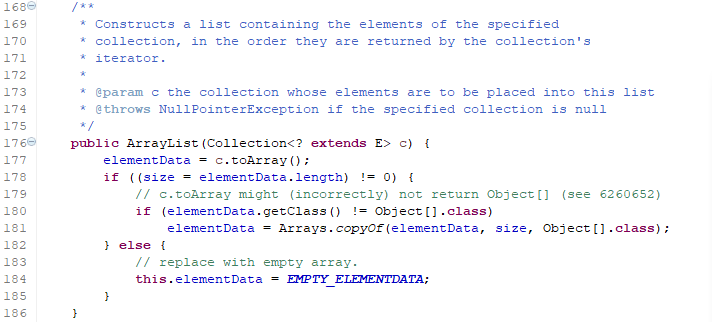 168 /**
169 * Constructs a list containing the elements of the specified
170 * collection, in the order they are returned by the collection's
171 * iterator.
172 *
173 * @param c the collection whose elements are to be placed into this list
174 * @throws NullPointerException if the specified collection is null
175 */
176 public ArrayList(Collection<? extends E> c) {
177 elementData = c.toArray();
178 if ((size = elementData.length) != 0) {
179 // c.toArray might (incorrectly) not return Object[] (see 6260652)
180 if (elementData.getClass() != Object[].class)
181 elementData = Arrays.copyOf(elementData, size, Object[].class);
182 } else {
183 // replace with empty array.
184 this.elementData = EMPTY_ELEMENTDATA;
185 }
186 }